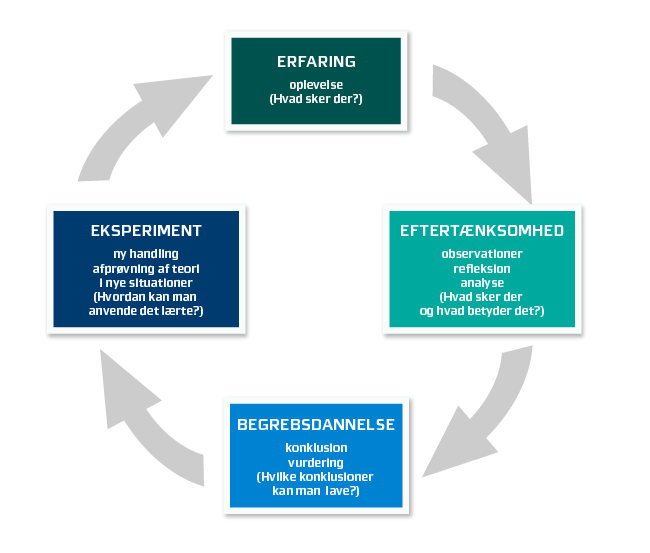 ERFARING
oplevelse
(Hvad sker der?)
EKSPERIMENT
ny handling
afprøvning af teori
i nye situationer
(Hvordan kan man
anvende det lærte?)
EFTERTÆNKSOMHED
observationer
refleksion
analyse
(Hvad sker der
og hvad betyder det?)
BEGREBSDANNELSE
konklusion
vurdering
(Hvilke konklusioner
kan man lave?)